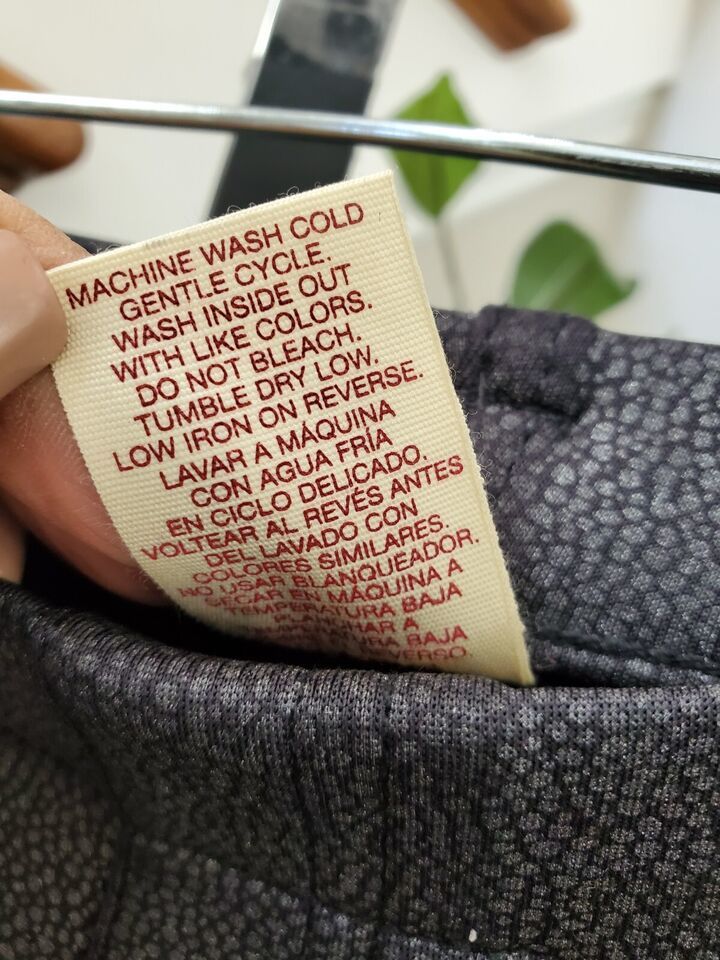 MACHINE WASH COLD
GENTLE CYCLE.
WASH INSIDE OUT
WITH LIKE COLORS.
DO NOT BLEACH.
TUMBLE DRY LOW.
LOW IRON ON REVERSE.
LAVAR A MÁQUINA
CON AGUA FRÍA
EN CICLO DELICADO.
VOLTEAR AL REVÉS ANTES
DEL LAVADO CON
COLORES SIMILARES.
NO USAR BLANQUEADOR.
SECAR EN MÁQUINA A
TEMPERATURA BAJA
PLANCHAR A
BAJA